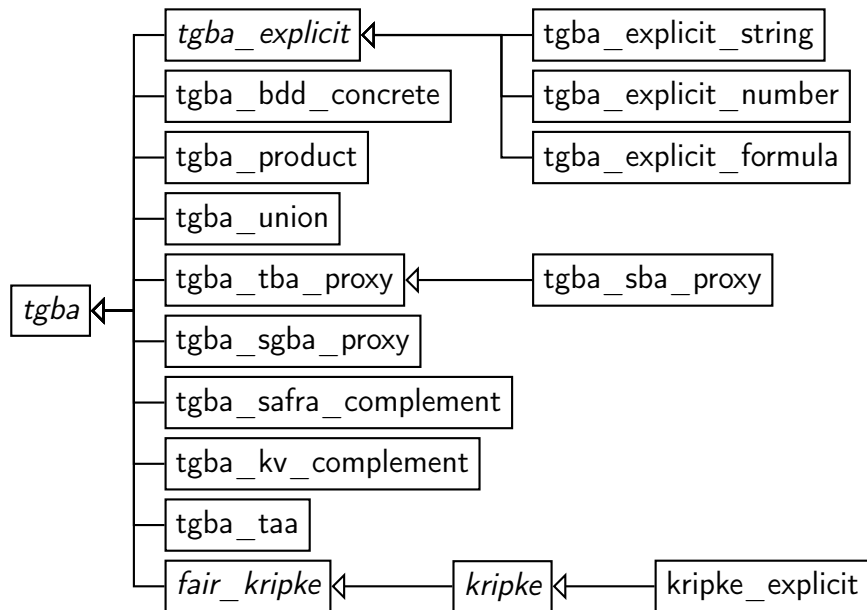 tgba_explicit
tgba_explicit_string
tgba_bdd_concrete
tgba_explicit_number
tgba_product
tgba_explicit_formula
tgba_union
tgba_tba_proxy
tgba_sba_proxy
tgba
tgba_sgba_proxy
tgba_safra_complement
tgba_kv_complement
tgba_taa
fair_kripke
kripke
kripke_explicit